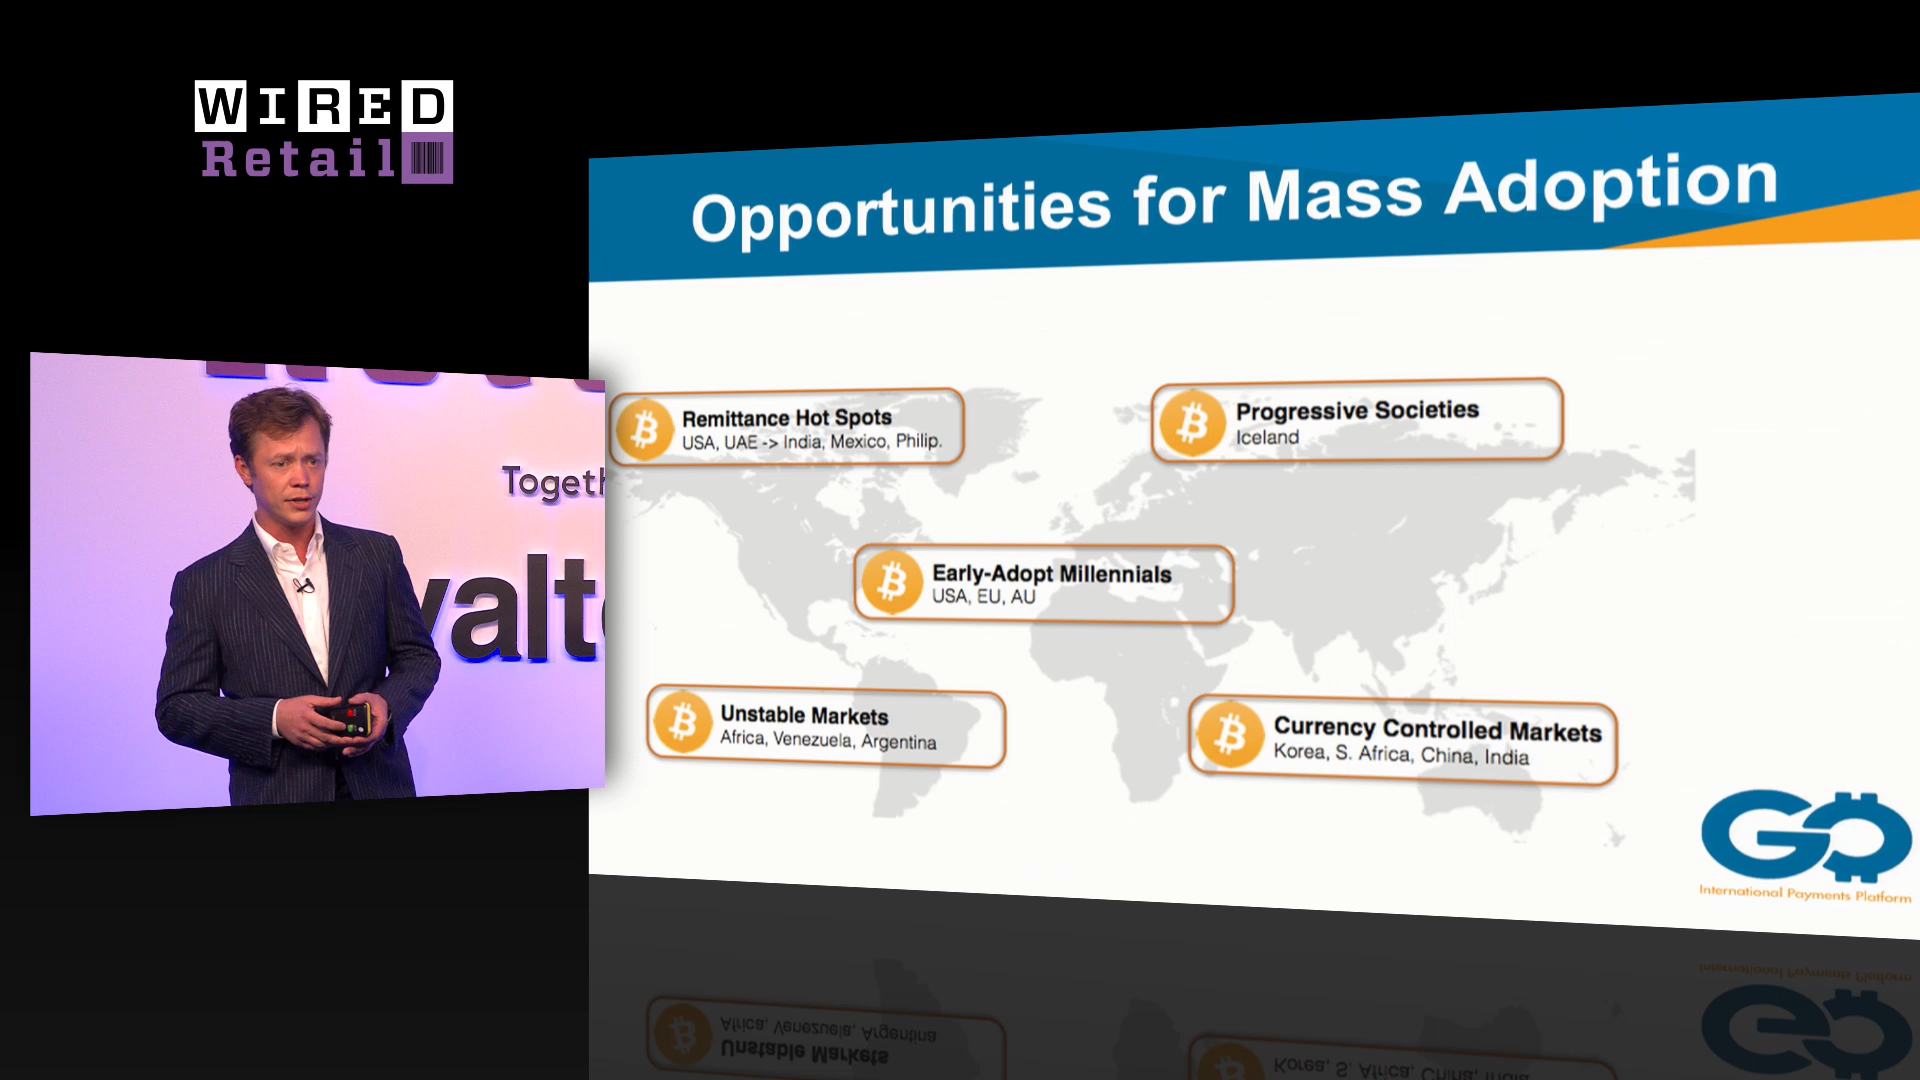 WIRED
Retail
Opportunities for Mass Adoption
Remittance Hot Spots
USA, UAE -> India, Mexico, Philip.
Progressive Societies
Iceland
Early-Adopt Millennials
USA, EU, AU
Unstable Markets
Africa, Venezuela, Argentina
Currency Controlled Markets
Korea, S. Africa, China, India
GO
International Payments Platform
Togeth
valt